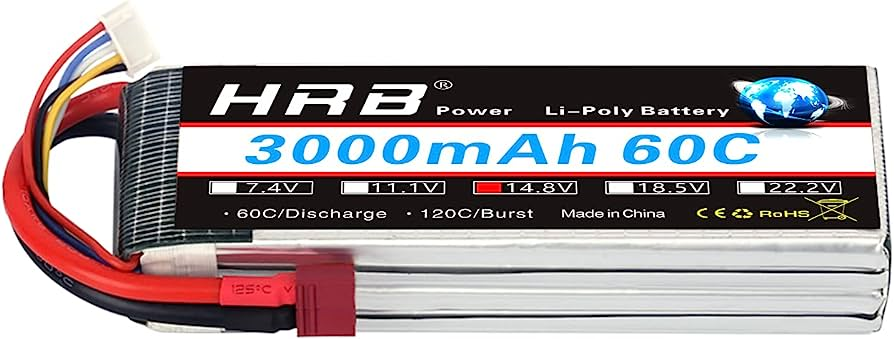 HRB® Power Li-Poly Battery
3000mAh 60C
7.4V 11.1V 14.8V 18.5V 22.2V
· 60C/Discharge · 120C/Burst Made in China CE RoHS
125°C V